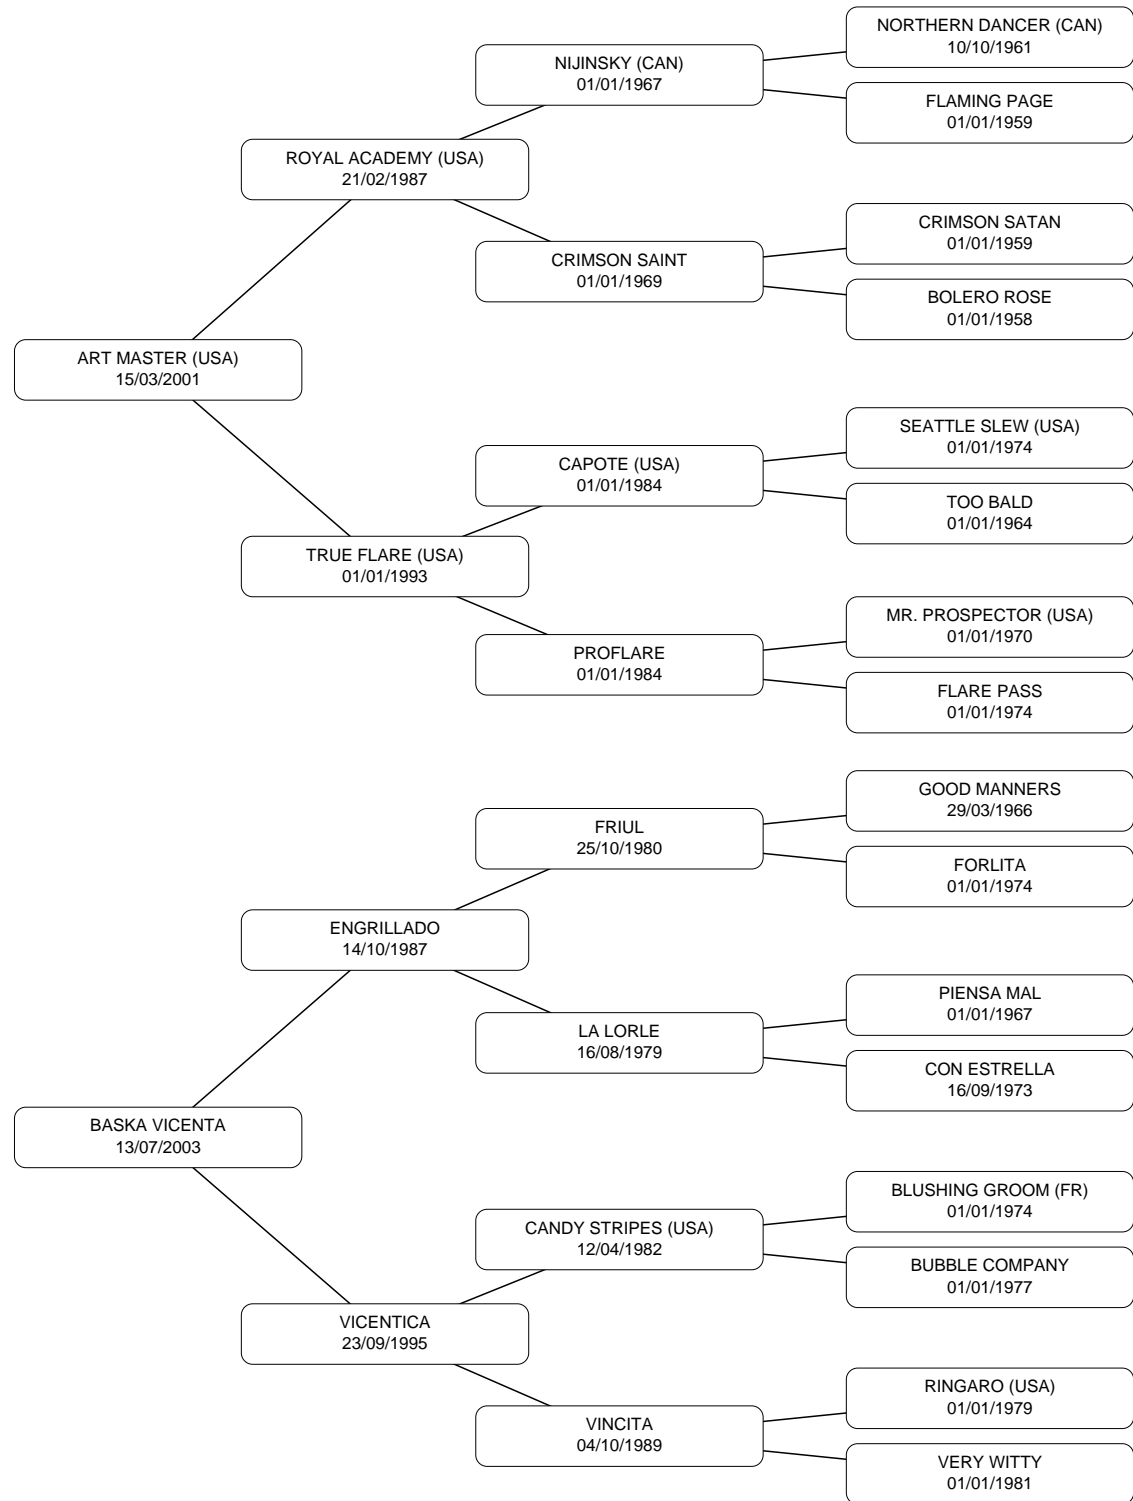 NORTHERN DANCER (CAN)
10/10/1961
NIJINSKY (CAN)
01/01/1967
FLAMING PAGE
01/01/1959
ROYAL ACADEMY (USA)
21/02/1987
CRIMSON SATAN
01/01/1959
CRIMSON SAINT
01/01/1969
BOLERO ROSE
01/01/1958
ART MASTER (USA)
15/03/2001
SEATTLE SLEW (USA)
01/01/1974
CAPOTE (USA)
01/01/1984
TOO BALD
01/01/1964
TRUE FLARE (USA)
01/01/1993
MR. PROSPECTOR (USA)
01/01/1970
PROFLARE
01/01/1984
FLARE PASS
01/01/1974
GOOD MANNERS
29/03/1966
FRIUL
25/10/1980
FORLITA
01/01/1974
ENGRILLADO
14/10/1987
PIENSA MAL
01/01/1967
LA LORLE
16/08/1979
CON ESTRELLA
16/09/1973
BASKA VICENTA
13/07/2003
BLUSHING GROOM (FR)
01/01/1974
CANDY STRIPES (USA)
12/04/1982
BUBBLE COMPANY
01/01/1977
VICENTICA
23/09/1995
RINGARO (USA)
01/01/1979
VINCITA
04/10/1989
VERY WITTY
01/01/1981